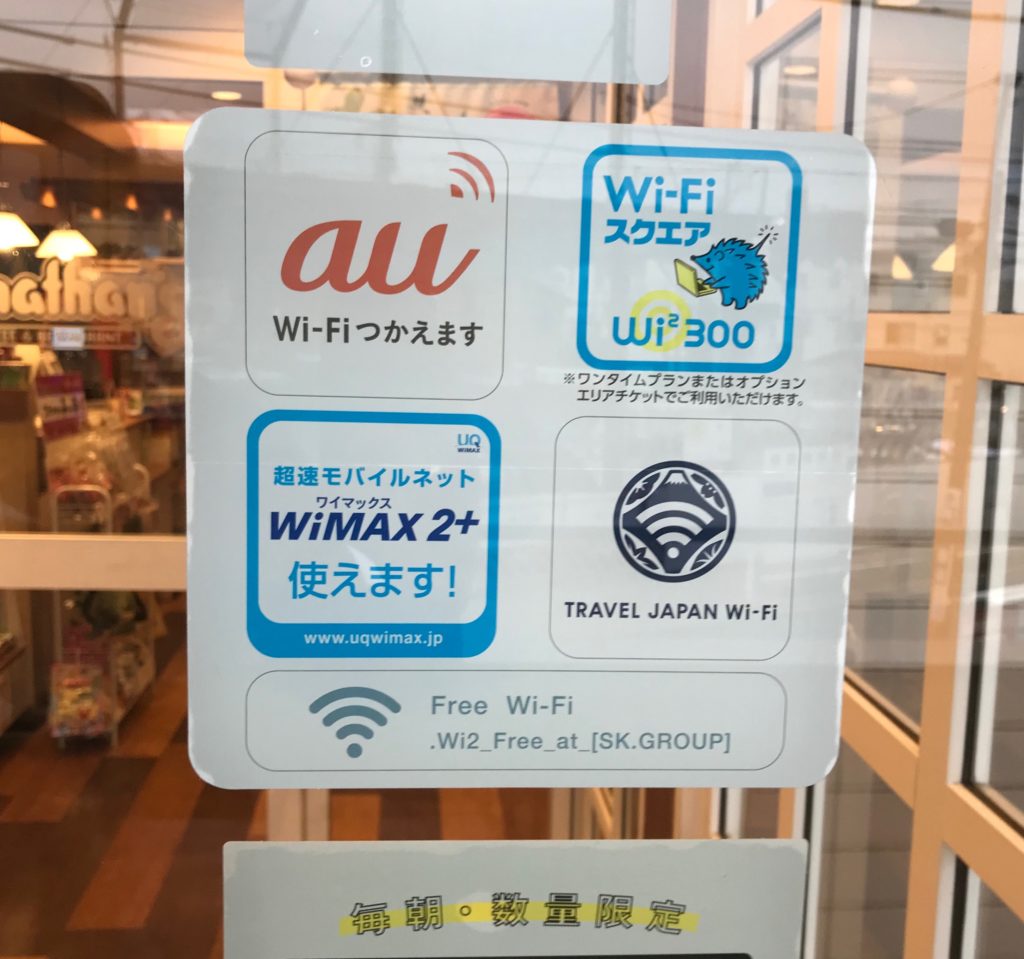 au
Wi-Fiつかえます
Wi-Fi
スクエア
Wi2 300
※ワンタイムプランまたはオプション
エリアチケットでご利用いただけます。
UQ
WiMAX
超速モバイルネット
ワイマックス
WiMAX 2+
使えます!
www.uqwimax.jp
TRAVEL JAPAN Wi-Fi
Free Wi-Fi
.Wi2_Free_at_[SK.GROUP]
毎朝・数量限定